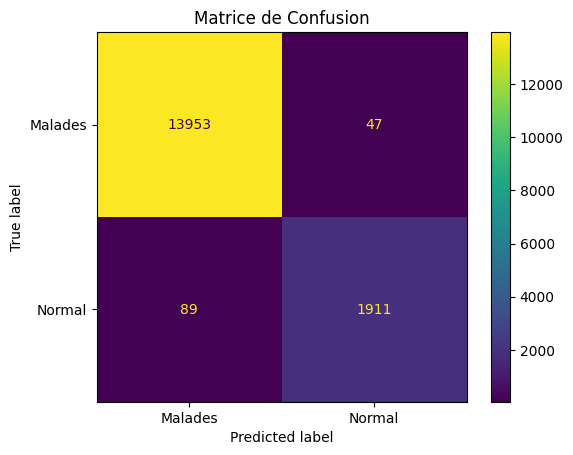 Matrice de Confusion
True label
Malades
13953
47
Normal
89
1911
Malades
Normal
Predicted label
12000
10000
8000
6000
4000
2000